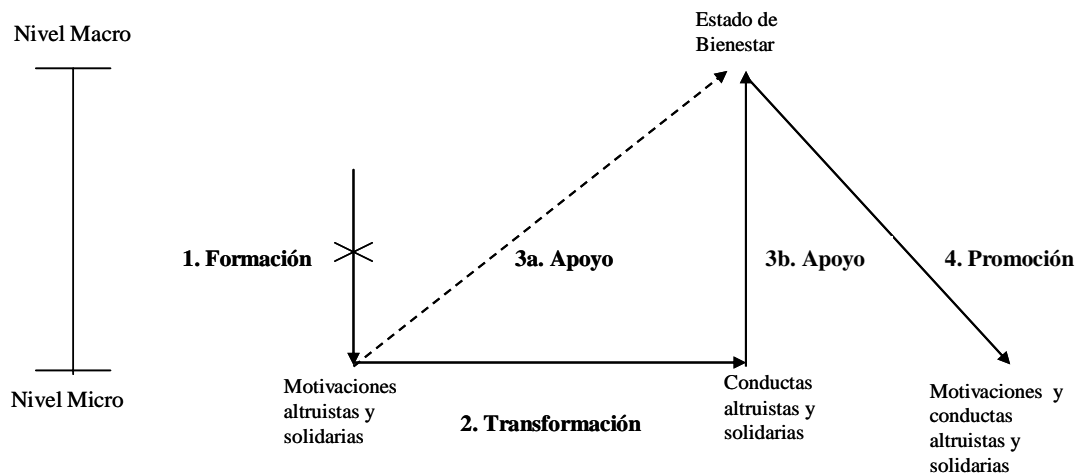 Nivel Macro
Estado de
Bienestar
1. Formación
3a. Apoyo
3b. Apoyo
4. Promoción
Nivel Micro
Motivaciones
altruistas y
solidarias
2. Transformación
Conductas
altruistas y
solidarias
Motivaciones y
conductas
altruistas y
solidarias